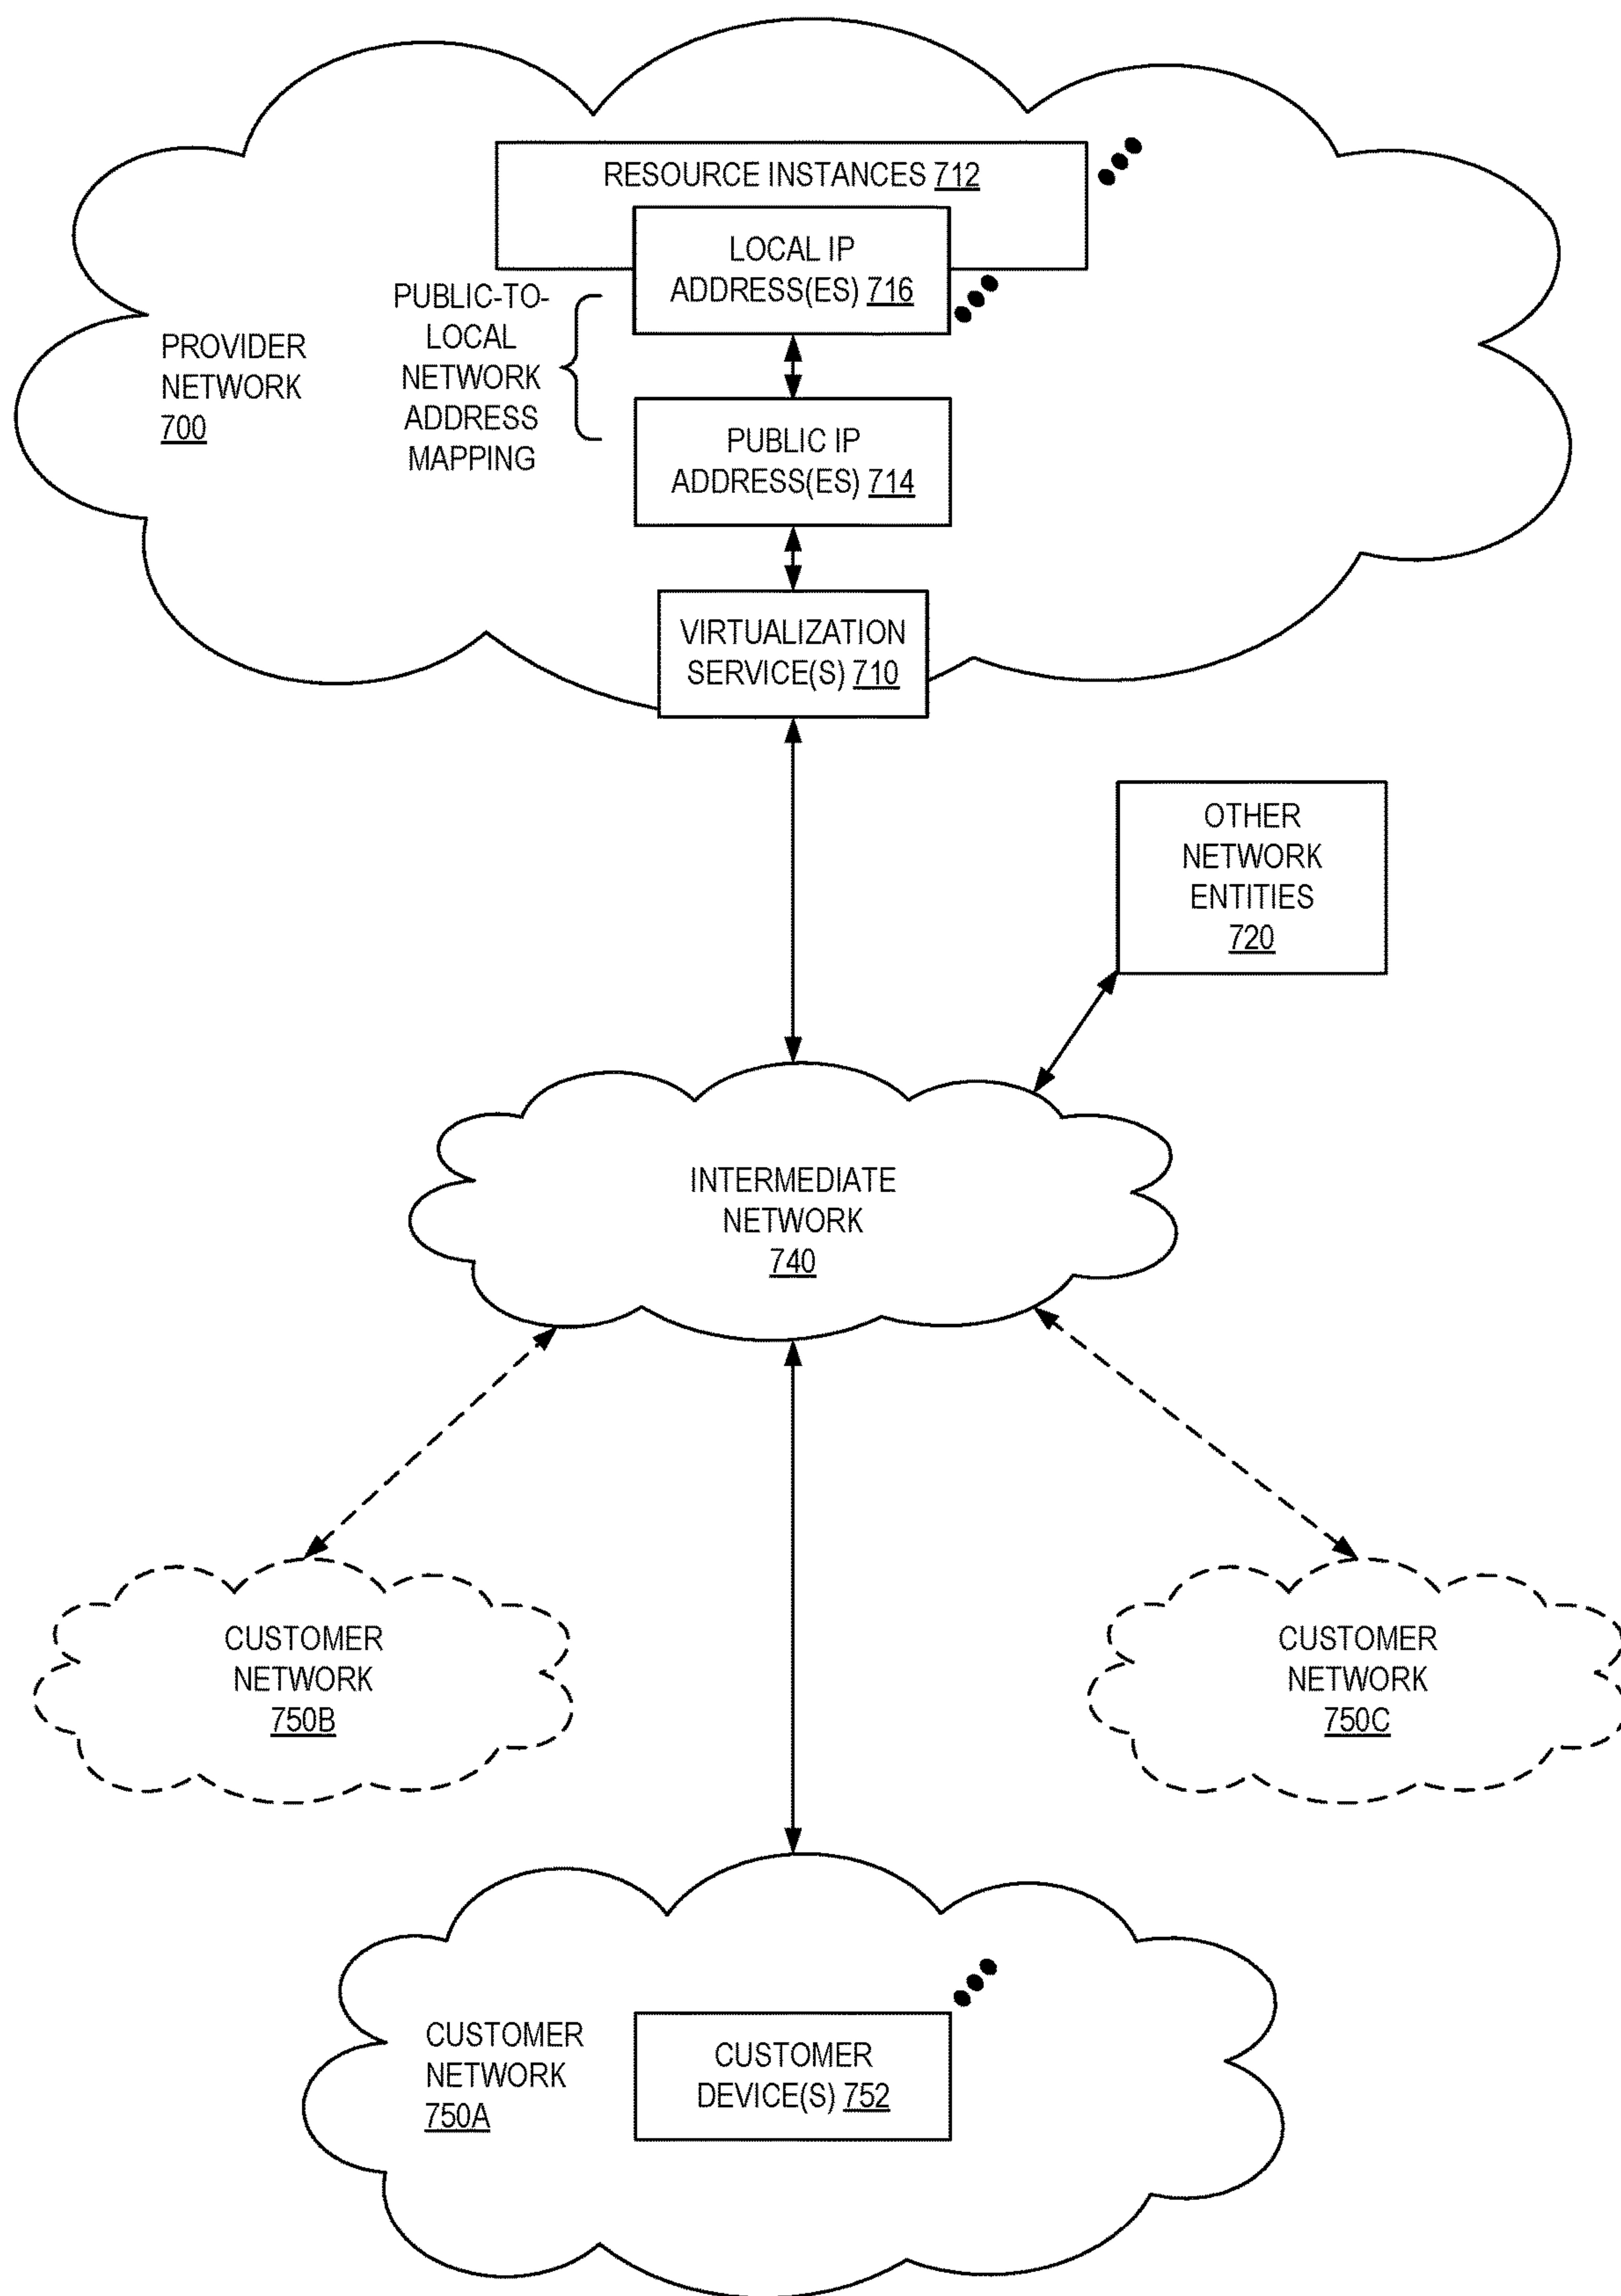 RESOURCE INSTANCES 712
LOCAL IP
ADDRESS(ES) 716
PUBLIC-TO-
LOCAL
NETWORK
ADDRESS
MAPPING
PROVIDER
NETWORK
700
PUBLIC IP
ADDRESS(ES) 714
VIRTUALIZATION
SERVICE(S) 710
OTHER
NETWORK
ENTITIES
720
INTERMEDIATE
NETWORK
740
CUSTOMER
NETWORK
750B
CUSTOMER
NETWORK
750C
CUSTOMER
NETWORK
750A
CUSTOMER
DEVICE(S) 752